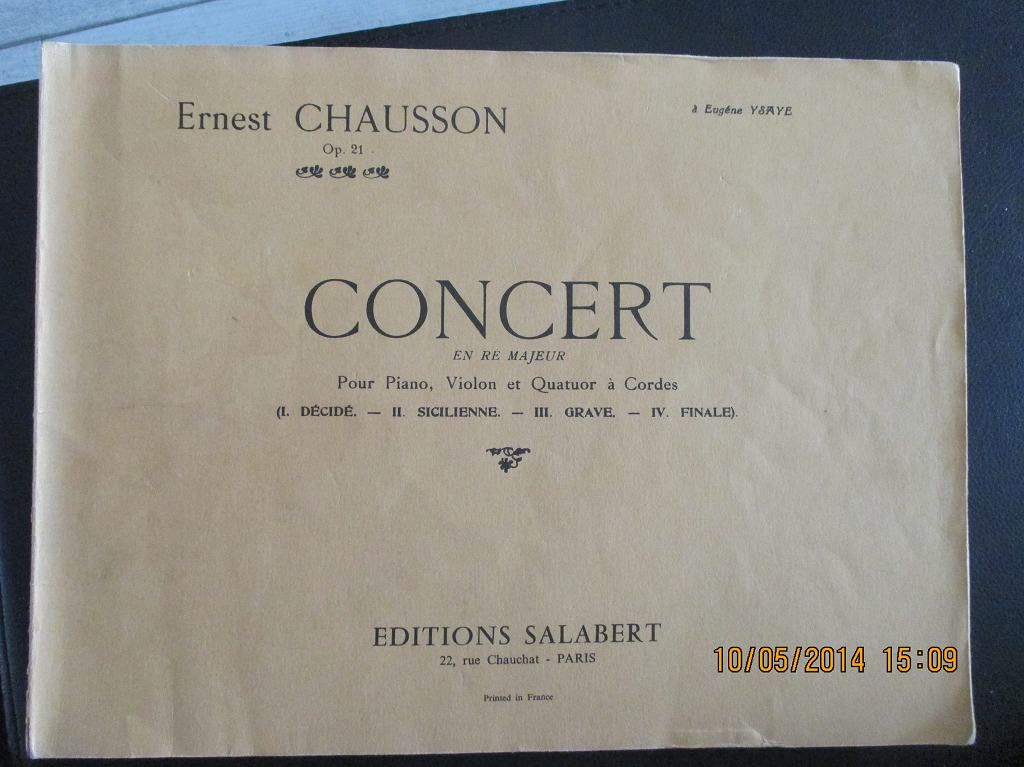 Ernest CHAUSSON
à Eugène YSAYE
Op. 21
CONCERT
EN RE MAJEUR
Pour Piano, Violon et Quatuor à Cordes
(I. DÉCIDÉ. — II. SICILIENNE. — III. GRAVE. — IV. FINALE).
EDITIONS SALABERT
22, rue Chauchat - PARIS
Printed in France
10/05/2014 15:09